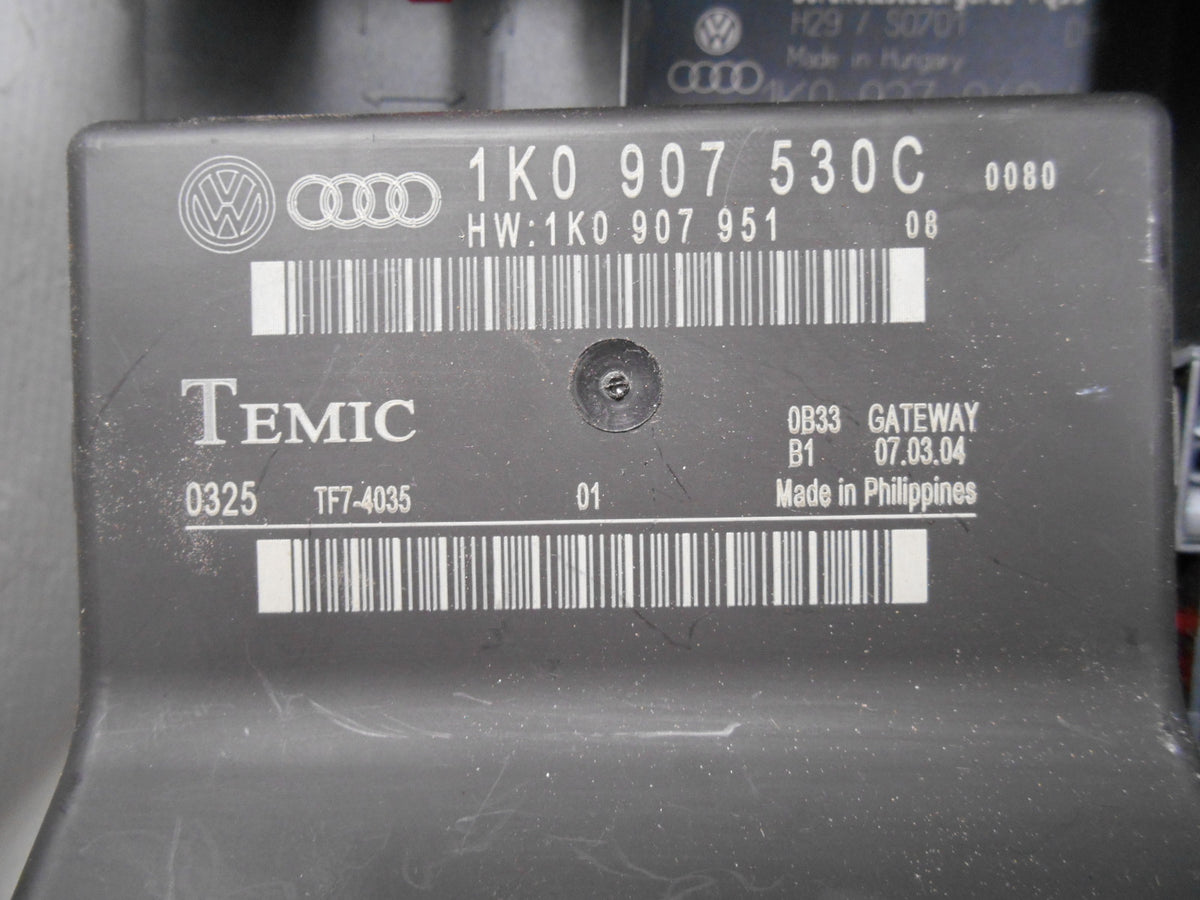 H29 / S0701
Made in Hungary
1K0 907 530C 0080
HW:1K0 907 951 08
TEMIC
0B33 GATEWAY
B1 07.03.04
0325 TF7-4035 01 Made in Philippines